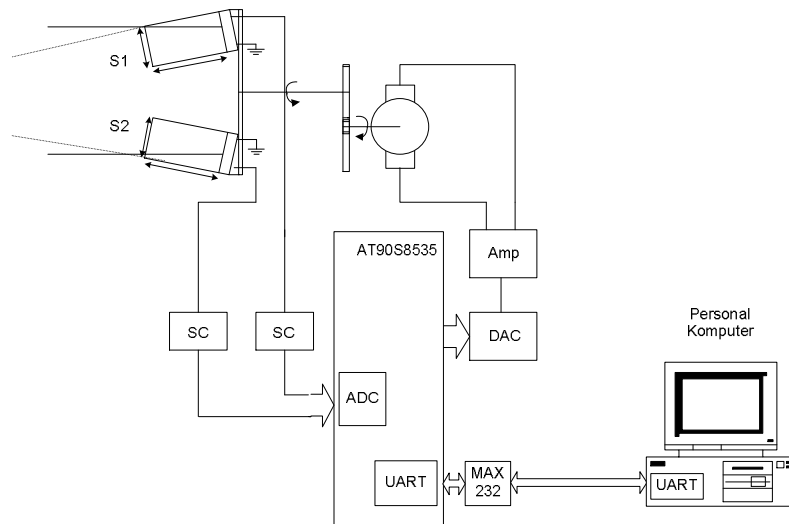 S1
S2
AT90S8535
Amp
SC
SC
DAC
Personal
Komputer
ADC
UART
MAX
232
UART